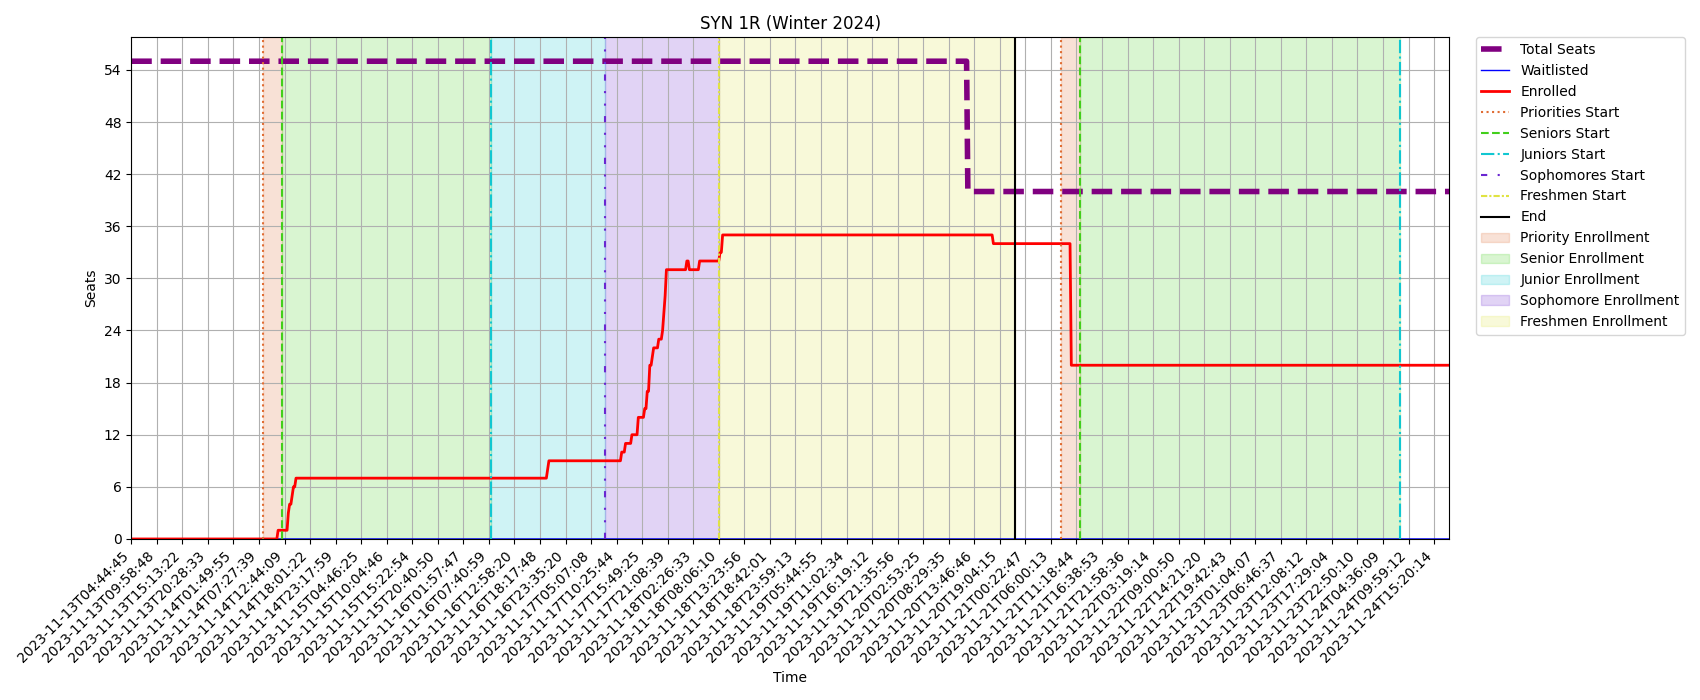 SYN 1R (Winter 2024)
Total Seats
Waitlisted
Enrolled
Priorities Start
Seniors Start
Juniors Start
Sophomores Start
Freshmen Start
End
Priority Enrollment
Senior Enrollment
Junior Enrollment
Sophomore Enrollment
Freshmen Enrollment
Seats
54
48
42
36
30
24
18
12
6
0
2023-11-13T04:44:45
2023-11-13T09:58:48
2023-11-13T15:13:22
2023-11-13T20:28:33
2023-11-14T01:49:55
2023-11-14T07:27:39
2023-11-14T12:44:09
2023-11-14T18:01:22
2023-11-14T23:17:59
2023-11-15T04:46:25
2023-11-15T10:04:46
2023-11-15T15:22:54
2023-11-15T20:40:50
2023-11-16T01:57:47
2023-11-16T07:40:59
2023-11-16T12:58:20
2023-11-16T18:17:48
2023-11-16T23:35:20
2023-11-17T05:07:08
2023-11-17T10:25:44
2023-11-17T15:49:25
2023-11-17T21:08:39
2023-11-18T02:26:33
2023-11-18T08:06:10
2023-11-18T13:23:56
2023-11-18T18:42:01
2023-11-18T23:59:13
2023-11-19T05:44:55
2023-11-19T11:02:34
2023-11-19T16:19:12
2023-11-19T21:35:56
2023-11-20T02:53:25
2023-11-20T08:29:35
2023-11-20T13:46:46
2023-11-20T19:04:15
2023-11-21T00:22:47
2023-11-21T06:00:13
2023-11-21T11:18:44
2023-11-21T16:38:53
2023-11-21T21:58:36
2023-11-22T03:19:14
2023-11-22T09:00:50
2023-11-22T14:21:20
2023-11-22T19:42:43
2023-11-23T01:04:07
2023-11-23T06:46:37
2023-11-23T12:08:12
2023-11-23T17:29:04
2023-11-23T22:50:10
2023-11-24T04:36:09
2023-11-24T09:59:12
2023-11-24T15:20:14
Time